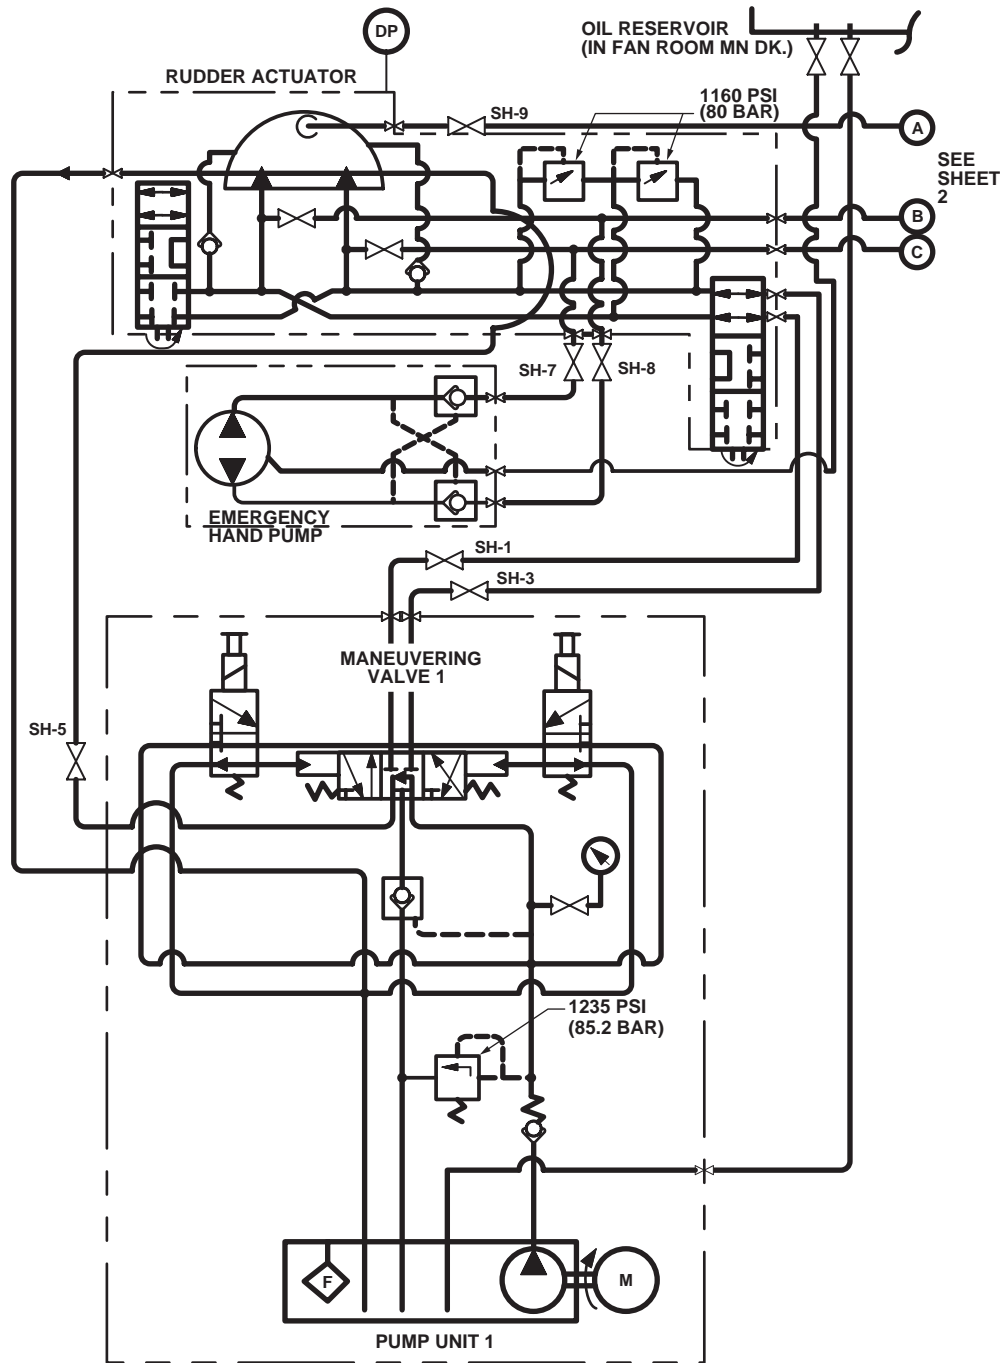 DP
OIL RESERVOIR
(IN FAN ROOM MN DK.)
RUDDER ACTUATOR
1160 PSI
(80 BAR)
SH-9
A
SEE
SHEET
2
B
C
SH-7
SH-8
EMERGENCY
HAND PUMP
SH-1
SH-3
MANEUVERING
VALVE 1
SH-5
1235 PSI
(85.2 BAR)
F
M
PUMP UNIT 1